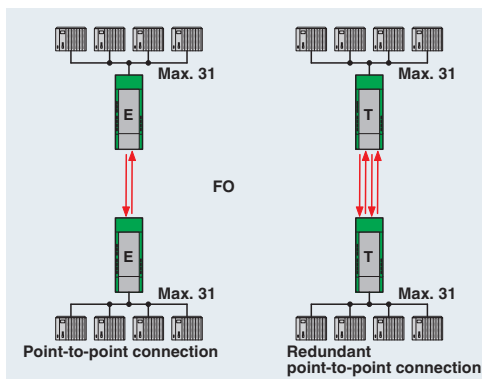 Max. 31
Max. 31
E
T
FO
E
T
Max. 31
Max. 31
Point-to-point connection
Redundant
point-to-point connection